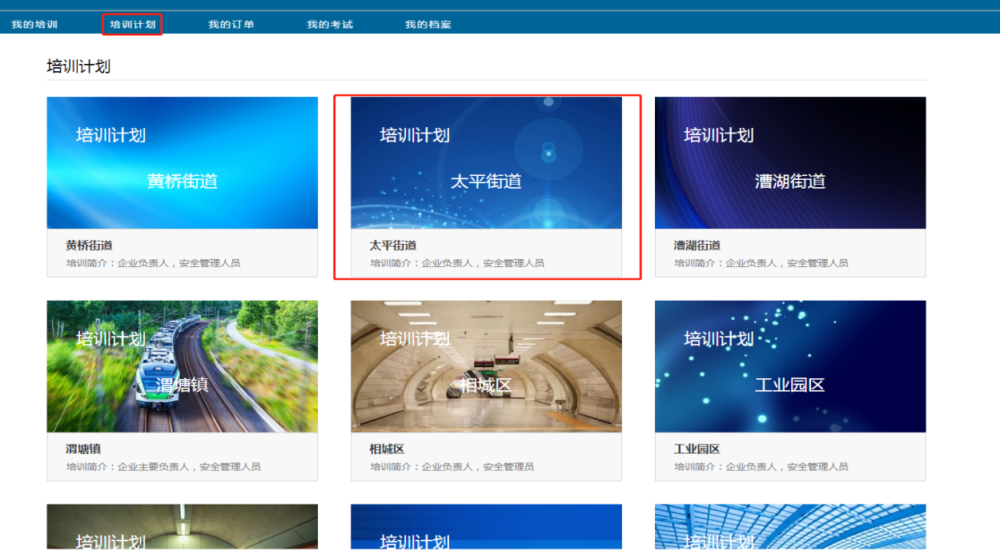 我的培训 培训计划 我的订单 我的考试 我的档案
培训计划
培训计划 培训计划 培训计划
黄桥街道 太平街道 漕湖街道
黄桥街道 太平街道 漕湖街道
培训简介：企业负责人，安全管理人员 培训简介：企业负责人，安全管理人员 培训简介：企业负责人，安全管理人员
培训计划 培训计划 培训计划
渭塘镇 相城区 工业园区
渭塘镇 相城区 工业园区
培训简介：企业主要负责人，安全管理人员 培训简介：企业负责人，安全管理人员 培训简介：企业负责人，安全管理人员
培训计划 培训计划 培训计划